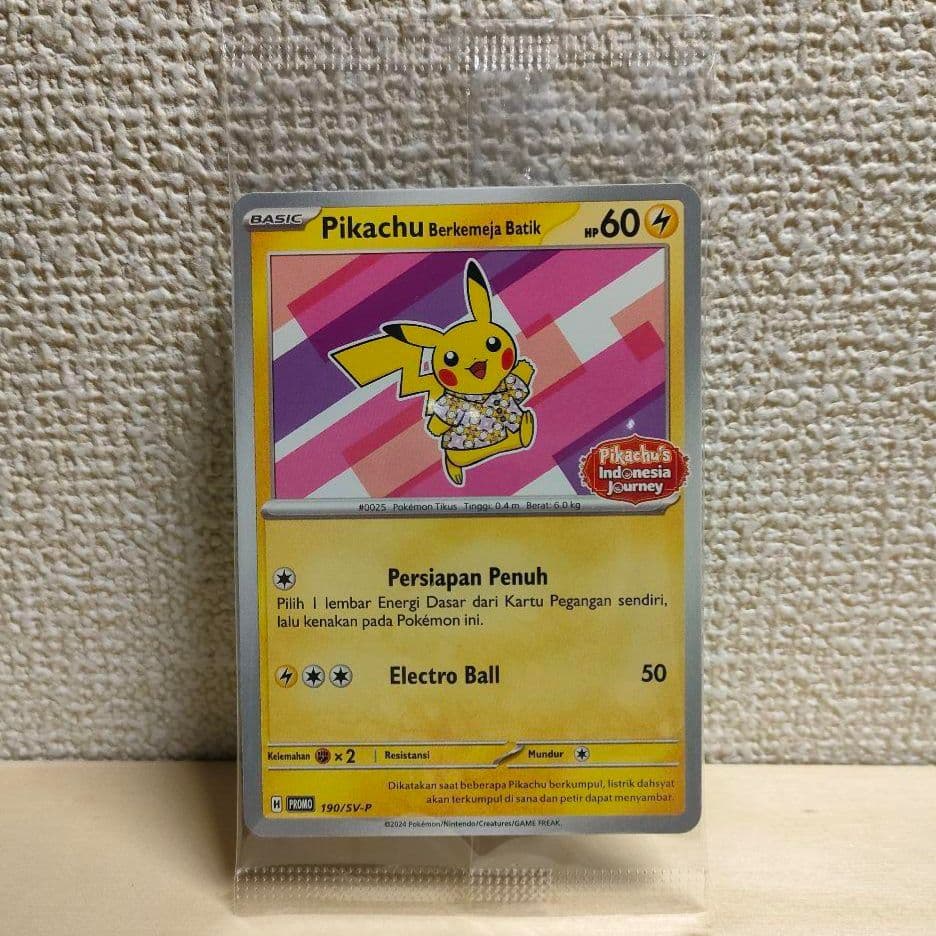 BASIC
Pikachu Berkemeja Batik
HP 60
Pikachu's
Indonesia
Journey
#0025 Pokémon Tikus Tinggi: 0.4 m Berat: 6.0 kg
Persiapan Penuh
Pilih 1 lembar Energi Dasar dari Kartu Pegangan sendiri,
lalu kenakan pada Pokémon ini.
Electro Ball 50
Kelemahan ×2 Resistansi Mundur
Dikatakan saat beberapa Pikachu berkumpul, listrik dahsyat
akan terkumpul di sana dan petir dapat menyambar.
H PROMO 190/SV-P
©2024 Pokémon/Nintendo/Creatures/GAME FREAK.